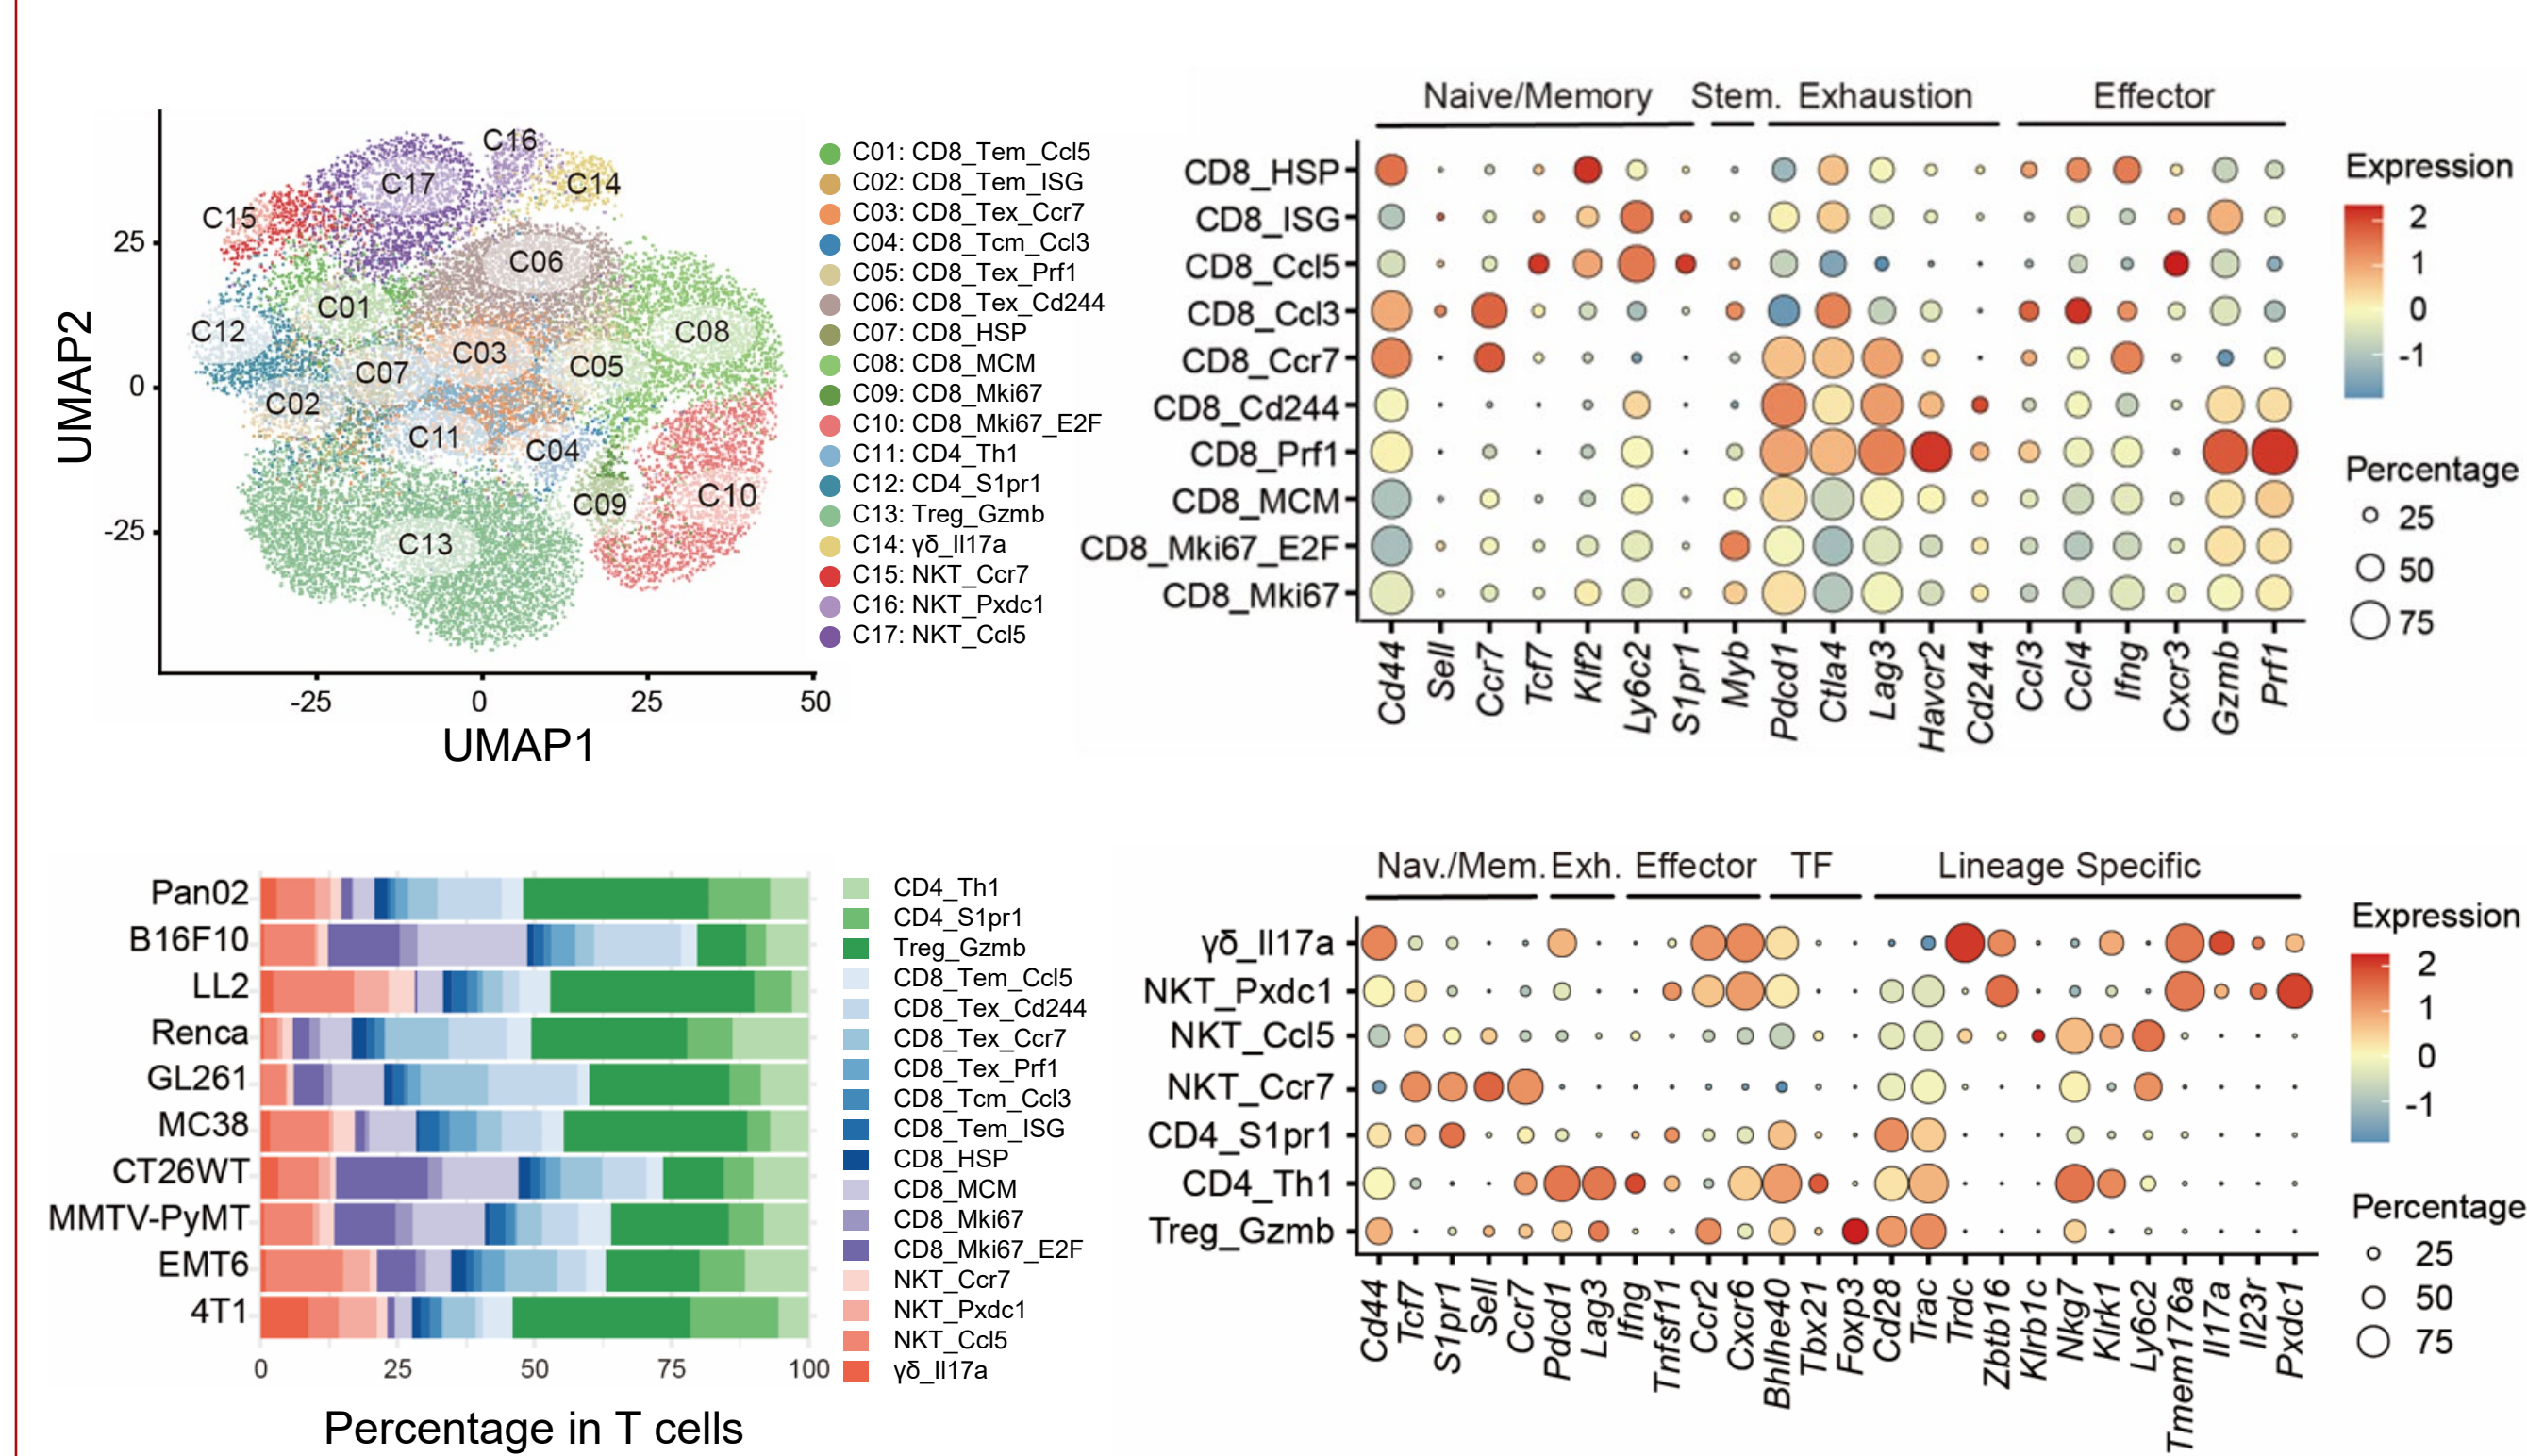 UMAP2
25
0
-25
-25
0
25
50
UMAP1
C16
C17
C14
C15
C06
C01
C12
C08
C03
C07
C05
C02
C11
C04
C09
C10
C13
C01: CD8_Tem_Ccl5
C02: CD8_Tem_ISG
C03: CD8_Tex_Ccr7
C04: CD8_Tcm_Ccl3
C05: CD8_Tex_Prf1
C06: CD8_Tex_Cd244
C07: CD8_HSP
C08: CD8_MCM
C09: CD8_Mki67
C10: CD8_Mki67_E2F
C11: CD4_Th1
C12: CD4_S1pr1
C13: Treg_Gzmb
C14: γδ_Il17a
C15: NKT_Ccr7
C16: NKT_Pxdc1
C17: NKT_Ccl5
Naive/Memory Stem. Exhaustion Effector
CD8_HSP
CD8_ISG
CD8_Ccl5
CD8_Ccl3
CD8_Ccr7
CD8_Cd244
CD8_Prf1
CD8_MCM
CD8_Mki67_E2F
CD8_Mki67
Cd44
Sell
Ccr7
Tcf7
Klf2
Ly6c2
S1pr1
Myb
Pdcd1
Ctla4
Lag3
Havcr2
Cd244
Ccl3
Ccl4
Ifng
Cxcr3
Gzmb
Prf1
Expression
2
1
0
-1
Percentage
25
50
75
Pan02
B16F10
LL2
Renca
GL261
MC38
CT26WT
MMTV-PyMT
EMT6
4T1
0
25
50
75
100
Percentage in T cells
CD4_Th1
CD4_S1pr1
Treg_Gzmb
CD8_Tem_Ccl5
CD8_Tex_Cd244
CD8_Tex_Ccr7
CD8_Tex_Prf1
CD8_Tcm_Ccl3
CD8_Tem_ISG
CD8_HSP
CD8_MCM
CD8_Mki67
CD8_Mki67_E2F
NKT_Ccr7
NKT_Pxdc1
NKT_Ccl5
γδ_Il17a
Nav./Mem. Exh. Effector TF Lineage Specific
γδ_Il17a
NKT_Pxdc1
NKT_Ccl5
NKT_Ccr7
CD4_S1pr1
CD4_Th1
Treg_Gzmb
Cd44
Tcf7
S1pr1
Sell
Ccr7
Pdcd1
Lag3
Ifng
Tnfsf11
Ccr2
Cxcr6
Bhlhe40
Tbx21
Foxp3
Cd28
Trac
Trdc
Zbtb16
Klrb1c
Nkg7
Klrk1
Ly6c2
Tmem176a
Il17a
Il23r
Pxdc1
Expression
2
1
0
-1
Percentage
25
50
75